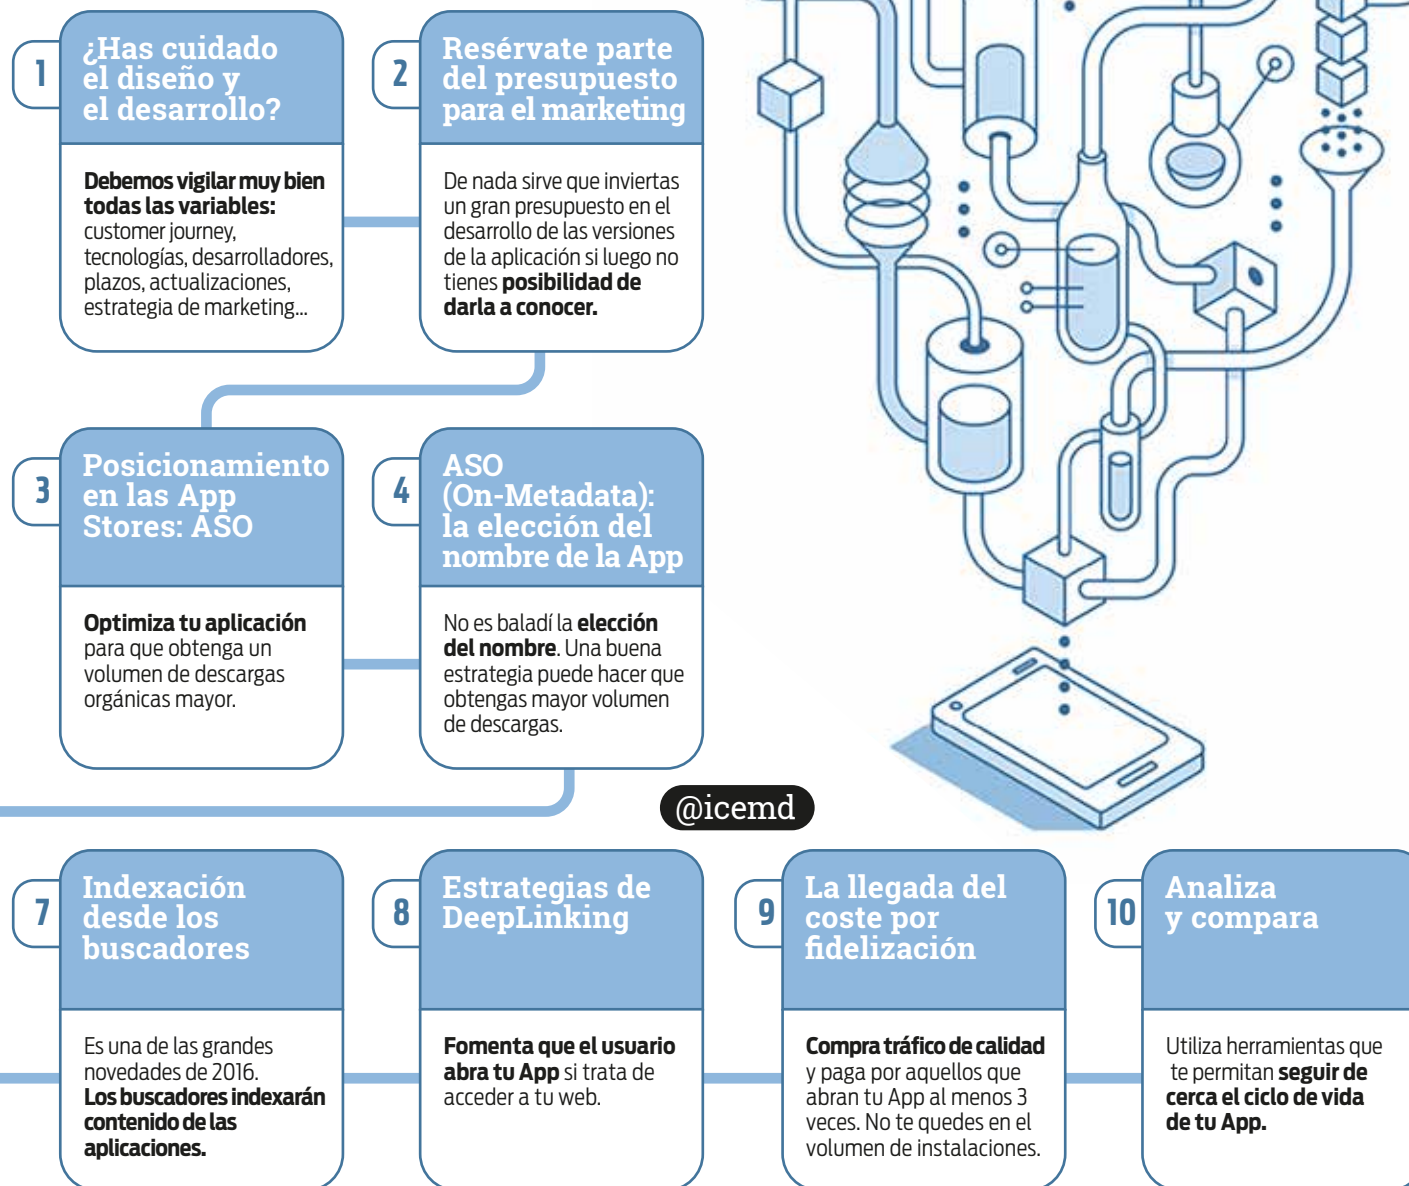 1
¿Has cuidado
el diseño y
el desarrollo?
Debemos vigilar muy bien
todas las variables:
customer journey,
tecnologías, desarrolladores,
plazos, actualizaciones,
estrategia de marketing...
2
Resérvate parte
del presupuesto
para el marketing
De nada sirve que inviertas
un gran presupuesto en el
desarrollo de las versiones
de la aplicación si luego no
tienes posibilidad de
darla a conocer.
3
Posicionamiento
en las App
Stores: ASO
Optimiza tu aplicación
para que obtenga un
volumen de descargas
orgánicas mayor.
4
ASO
(On-Metadata):
la elección del
nombre de la App
No es baladí la elección
del nombre. Una buena
estrategia puede hacer que
obtengas mayor volumen
de descargas.
@icemd
7
Indexación
desde los
buscadores
Es una de las grandes
novedades de 2016.
Los buscadores indexarán
contenido de las
aplicaciones.
8
Estrategias de
DeepLinking
Fomenta que el usuario
abra tu App si trata de
acceder a tu web.
9
La llegada del
coste por
fidelización
Compra tráfico de calidad
y paga por aquellos que
abran tu App al menos 3
veces. No te quedes en el
volumen de instalaciones.
10
Analiza
y compara
Utiliza herramientas que
te permitan seguir de
cerca el ciclo de vida
de tu App.